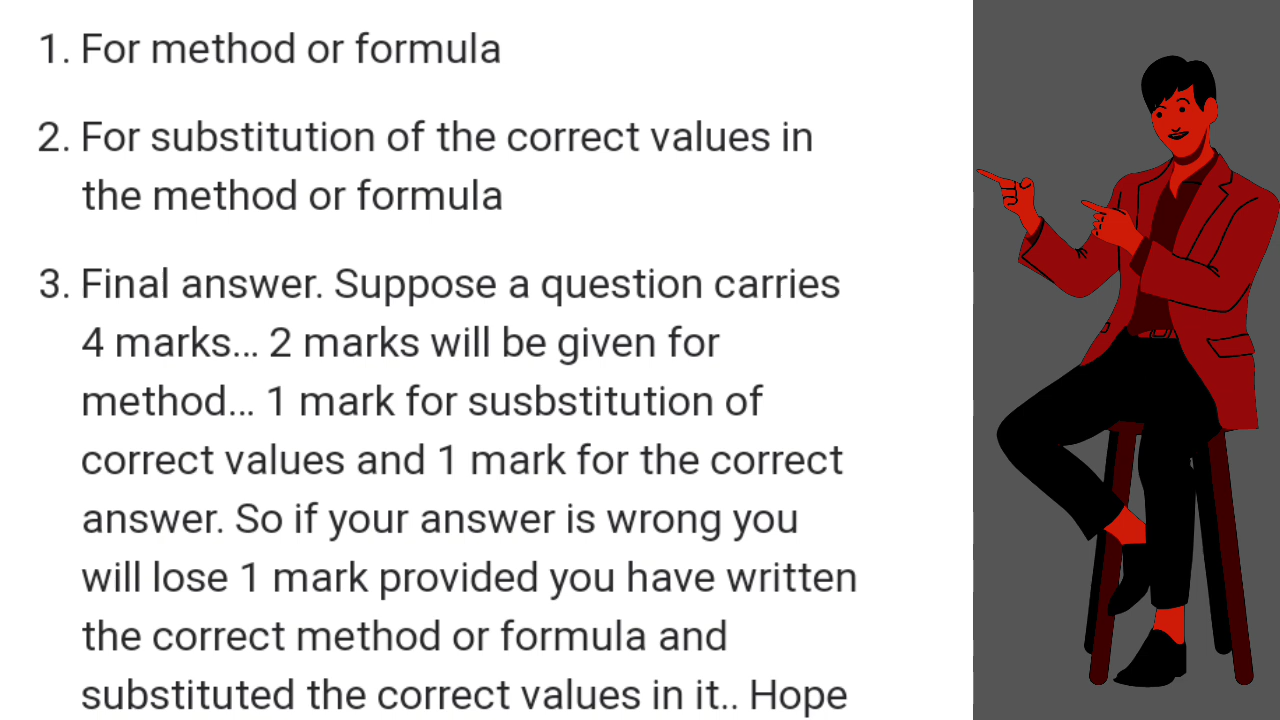 1. For method or formula
2. For substitution of the correct values in
the method or formula
3. Final answer. Suppose a question carries
4 marks... 2 marks will be given for
method... 1 mark for susbstitution of
correct values and 1 mark for the correct
answer. So if your answer is wrong you
will lose 1 mark provided you have written
the correct method or formula and
substituted the correct values in it.. Hope